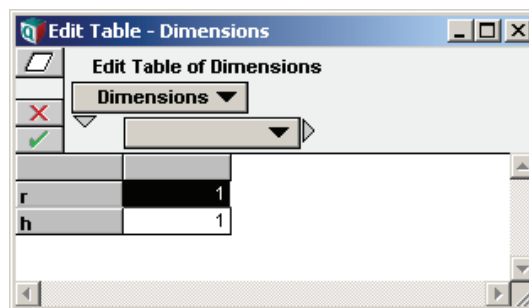 Edit Table - Dimensions
Edit Table of Dimensions
Dimensions
r 1
h 1